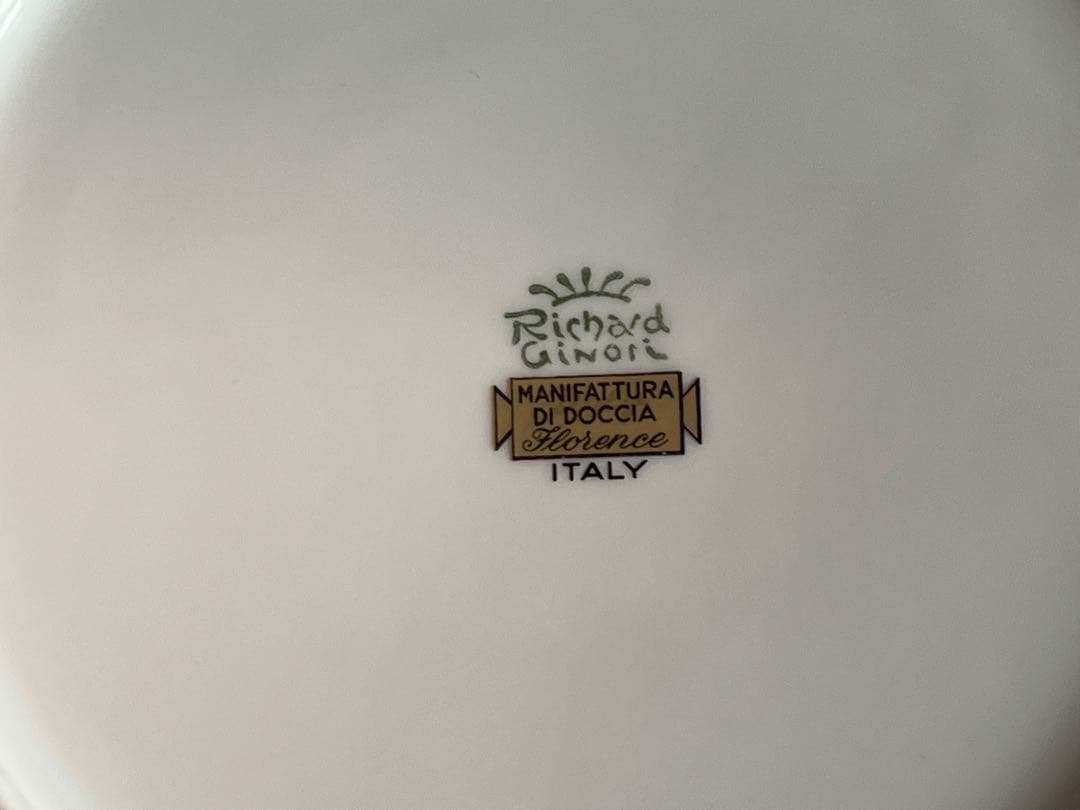 Richard
Ginori
MANIFATTURA
DI DOCCIA
Florence
ITALY